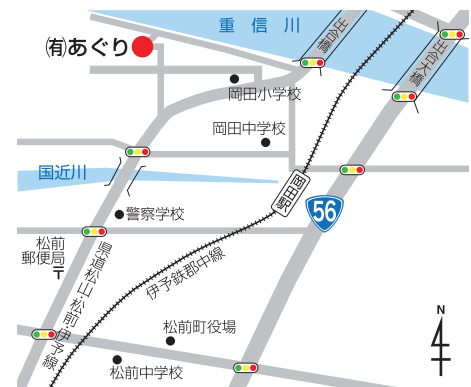 重信川
出合橋
出合大橋
㈲あぐり
岡田小学校
岡田中学校
国近川
岡田駅
56
警察学校
松前
郵便局
〒
県道松山・松前・伊予線
伊予鉄郡中線
松前町役場
松前中学校
N
4